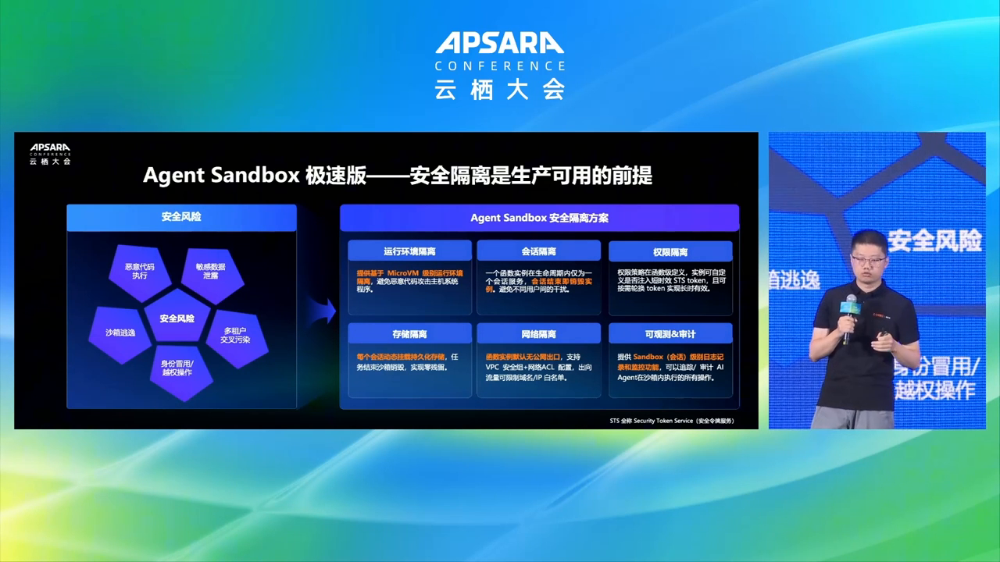 APSARA
CONFERENCE
云栖大会
APSARA
CONFERENCE
云栖大会
Agent Sandbox 极速版——安全隔离是生产可用的前提
安全风险
恶意代码
执行
敏感数据
泄露
安全风险
沙箱逃逸
多租户
交叉污染
身份冒用/
越权操作
Agent Sandbox 安全隔离方案
运行环境隔离
提供基于 MicroVM 级别运行环境
隔离，避免恶意代码攻击主机系统
程序。
会话隔离
一个函数实例在生命周期内仅为一
个会话服务，会话结束即销毁实
例。避免不同用户间的干扰。
权限隔离
权限策略在函数级定义，实例可自定
义是否注入短时效 STS token，且可
按需轮换 token 实现长时有效。
存储隔离
每个会话动态挂载持久化存储，任
务结束沙箱销毁，实现零残留。
网络隔离
函数实例默认无公网出口，支持
VPC 安全组+网络ACL 配置，出向
流量可限制域名/IP 白名单。
可观测&审计
提供 Sandbox（会话）级别日志记
录和监控功能，可以追踪/ 审计 AI
Agent在沙箱内执行的所有操作。
STS 全称 Security Token Service（安全令牌服务）
安全风险
箱逃逸
身份冒用/
越权操作